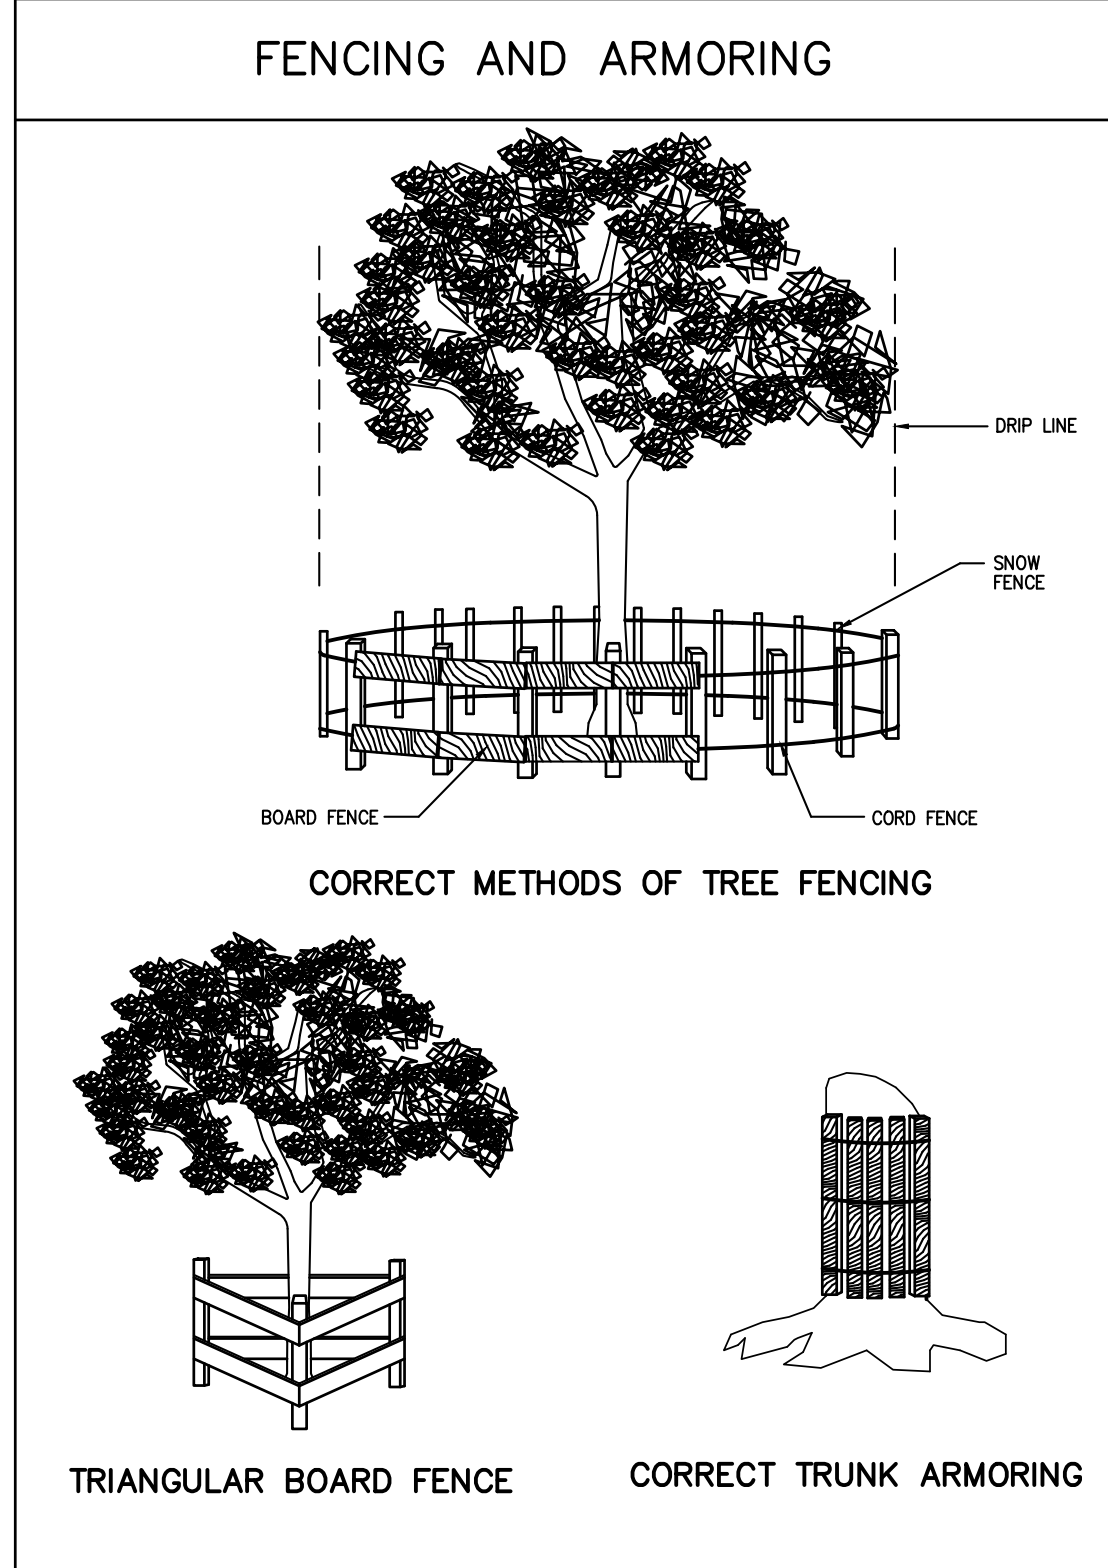 FENCING AND ARMORING
DRIP LINE
SNOW
FENCE
BOARD FENCE
CORD FENCE
CORRECT METHODS OF TREE FENCING
TRIANGULAR BOARD FENCE
CORRECT TRUNK ARMORING